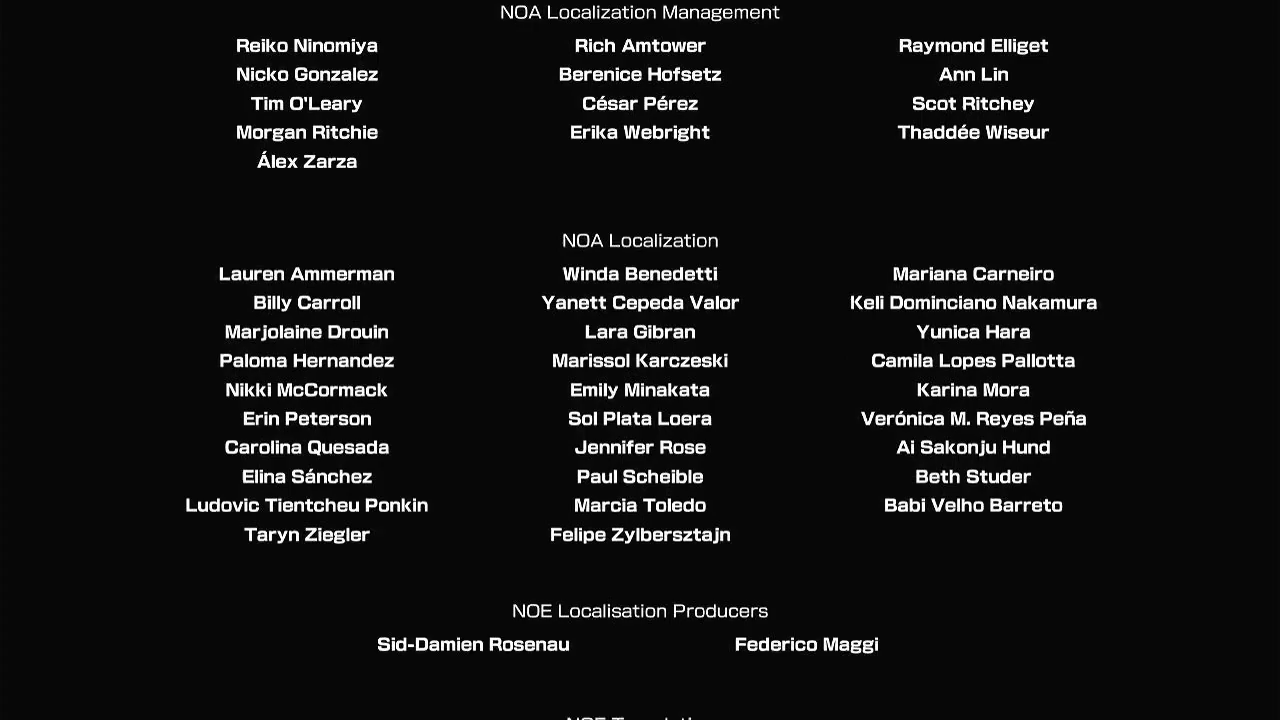 NOA Localization Management
Reiko Ninomiya Rich Amtower Raymond Elliget
Nicko Gonzalez Berenice Hofsetz Ann Lin
Tim O'Leary César Pérez Scot Ritchey
Morgan Ritchie Erika Webright Thaddée Wiseur
Álex Zarza
NOA Localization
Lauren Ammerman Winda Benedetti Mariana Carneiro
Billy Carroll Yanett Cepeda Valor Keli Dominciano Nakamura
Marjolaine Drouin Lara Gibran Yunica Hara
Paloma Hernandez Marissol Karczeski Camila Lopes Pallotta
Nikki McCormack Emily Minakata Karina Mora
Erin Peterson Sol Plata Loera Verónica M. Reyes Peña
Carolina Quesada Jennifer Rose Ai Sakonju Hund
Elina Sánchez Paul Scheible Beth Studer
Ludovic Tientcheu Ponkin Marcia Toledo Babi Velho Barreto
Taryn Ziegler Felipe Zylbersztajn
NOE Localisation Producers
Sid-Damien Rosenau Federico Maggi